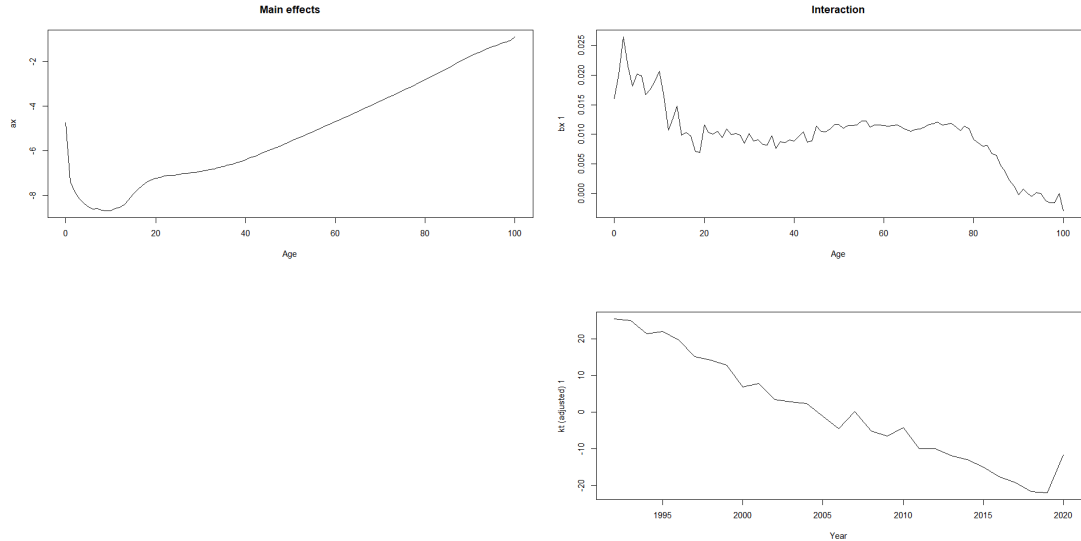 Main effects
ax
-2
-4
-6
-8
0 20 40 60 80 100
Age
Interaction
bx 1
0.025
0.020
0.015
0.010
0.005
0.000
0 20 40 60 80 100
Age
kt (adjusted) 1
20
10
0
-10
-20
1995 2000 2005 2010 2015 2020
Year